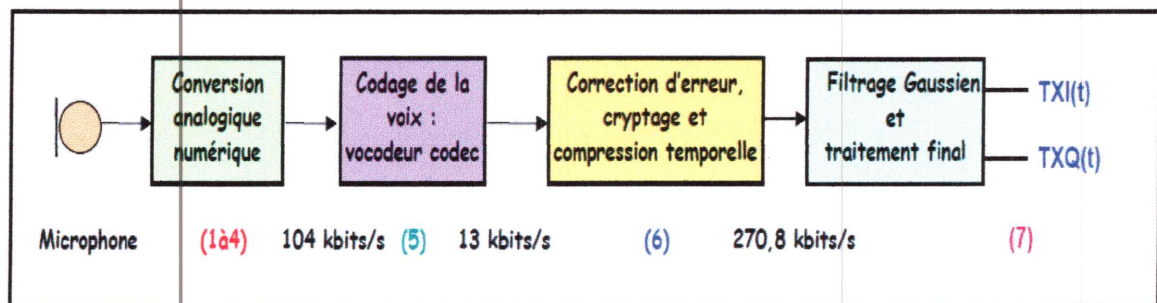 Conversion
analogique
numérique
Codage de la
voix :
vocodeur codec
Correction d'erreur,
cryptage et
compression temporelle
Filtrage Gaussien
et
traitement final
TXI(t)
TXQ(t)
Microphone (1à4) 104 kbits/s (5) 13 kbits/s (6) 270,8 kbits/s (7)